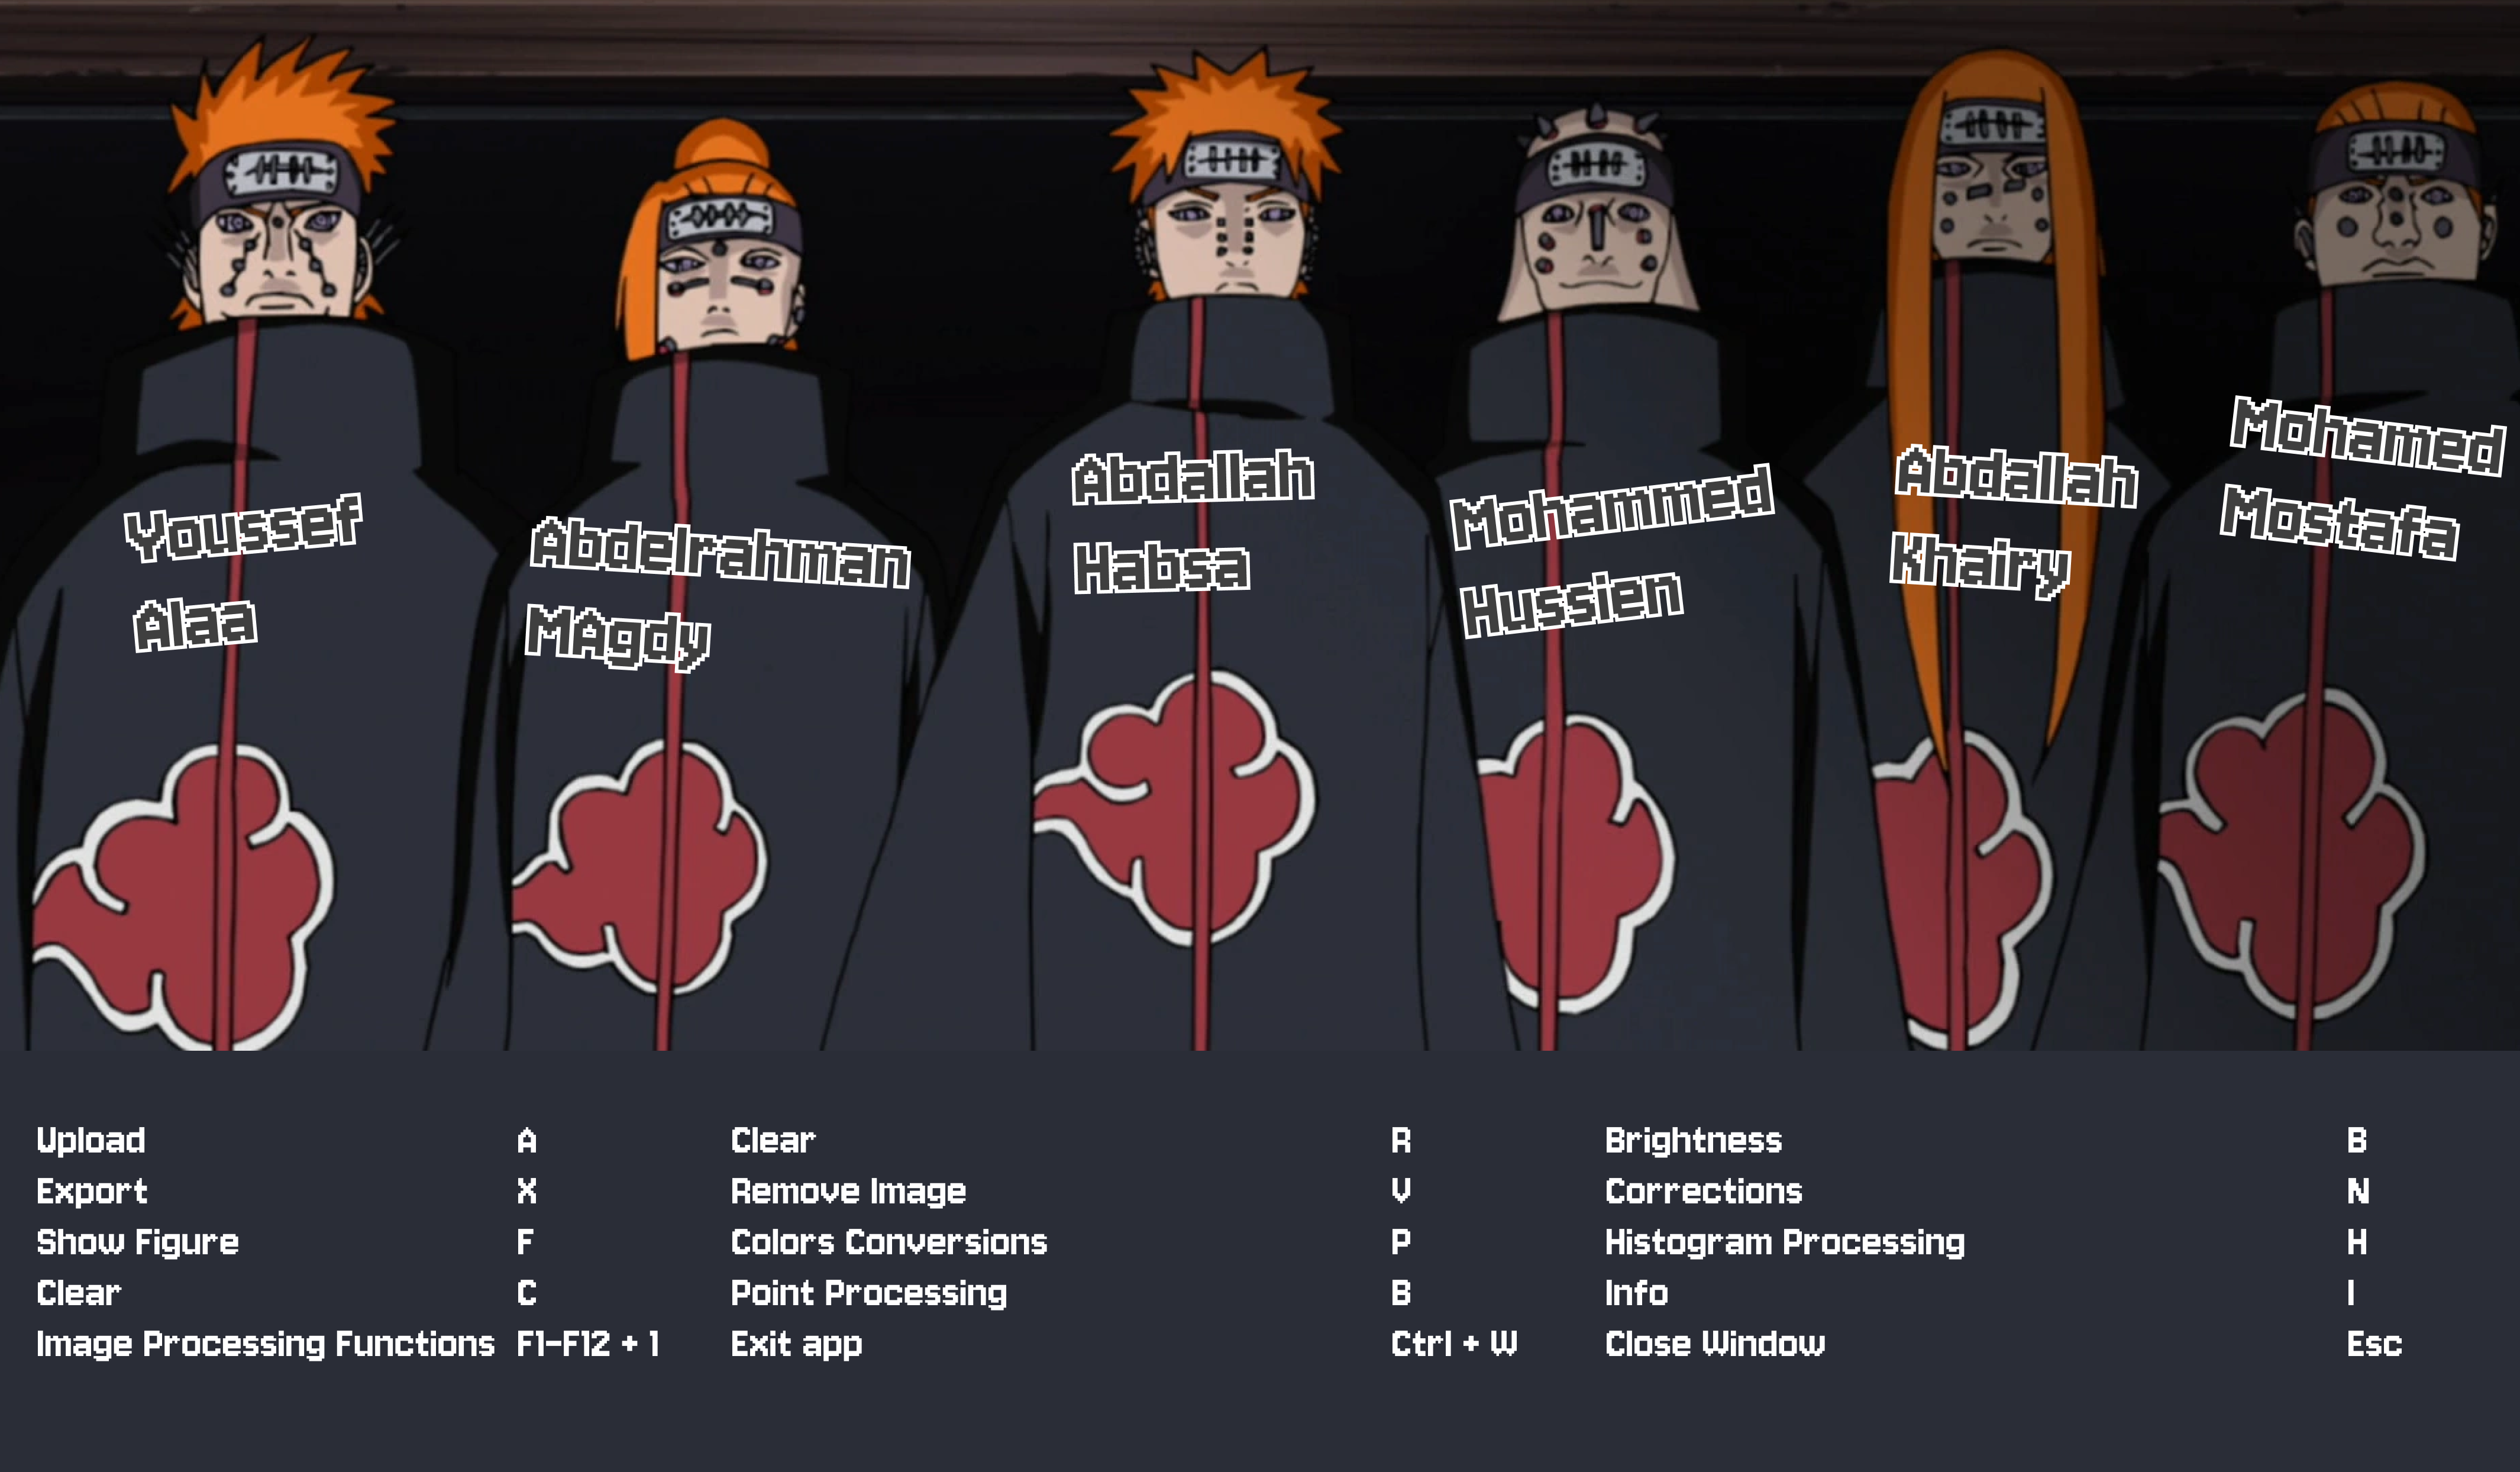 Youssef
Alaa
Abdelrahman
MAgdy
Abdallah
Habsa
Mohammed
Hussien
Abdallah
Khairy
Mohamed
Mostafa
Upload A Clear R Brightness B
Export X Remove Image V Corrections N
Show Figure F Colors Conversions P Histogram Processing H
Clear C Point Processing B Info I
Image Processing Functions F1-F12 + 1 Exit app Ctrl + W Close Window Esc